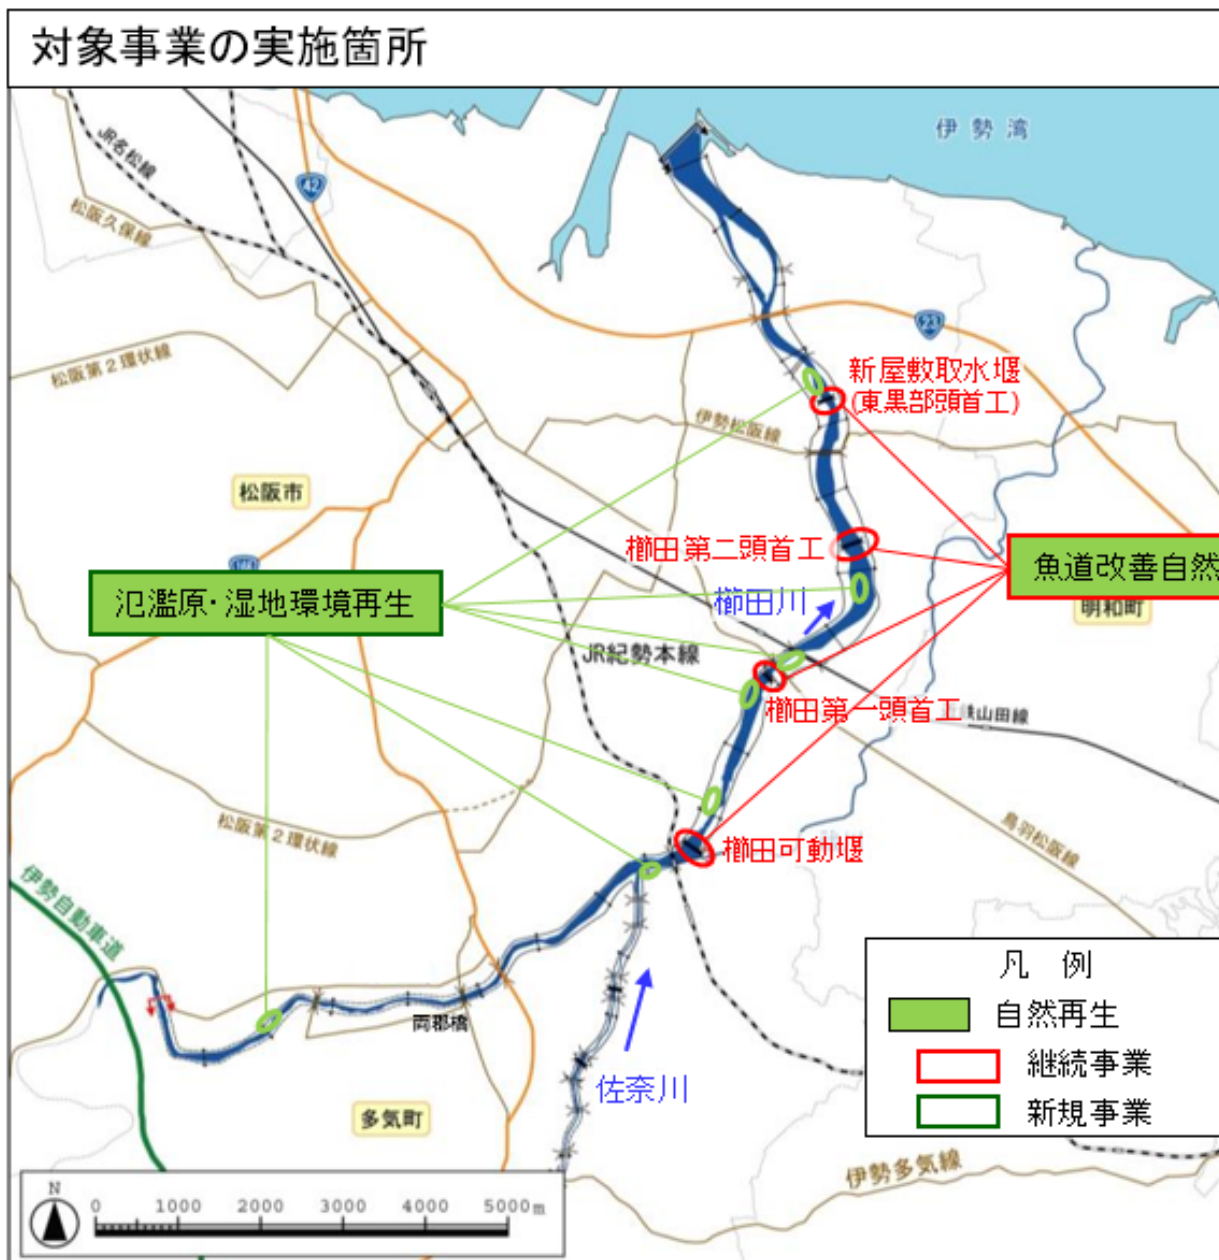 対象事業の実施箇所
伊勢湾
JR名松線
42
松阪久保線
23
松阪第2環状線
新屋敷取水堰
(東黒部頭首工)
伊勢松阪線
松阪市
櫛田第二頭首工
魚道改善自然
氾濫原・湿地環境再生
櫛田川
明和町
JR紀勢本線
櫛田第一頭首工
鉄山田線
松阪第2環状線
鳥羽松阪線
櫛田可動堰
伊勢自動車道
両郡橋
佐奈川
多気町
伊勢多気線
凡 例
自然再生
継続事業
新規事業
N
0 1000 2000 3000 4000 5000m